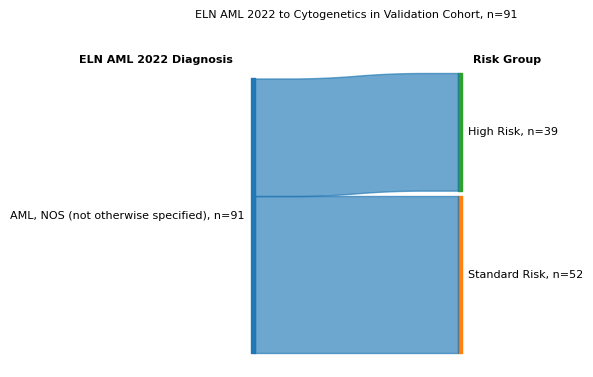 ELN AML 2022 to Cytogenetics in Validation Cohort, n=91
ELN AML 2022 Diagnosis
Risk Group
High Risk, n=39
AML, NOS (not otherwise specified), n=91
Standard Risk, n=52